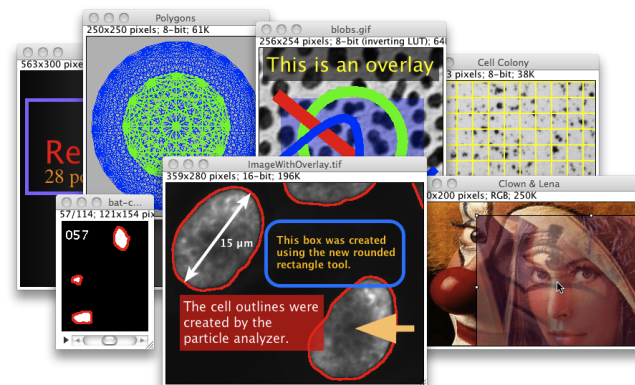 Polygons
250x250 pixels; 8-bit; 61K
blobs.gif
256x254 pixels; 8-bit (inverting LUT); 64
This is an overlay
Cell Colony
3 pixels; 8-bit; 38K
563x300 pixe
Re
28 po
ImageWithOverlay.tif
359x280 pixels; 16-bit; 196K
15 µm
This box was created
using the new rounded
rectangle tool.
The cell outlines were
created by the
particle analyzer.
bat-c...
57/114; 121x154 pix
057
Clown & Lena
0x200 pixels; RGB; 250K